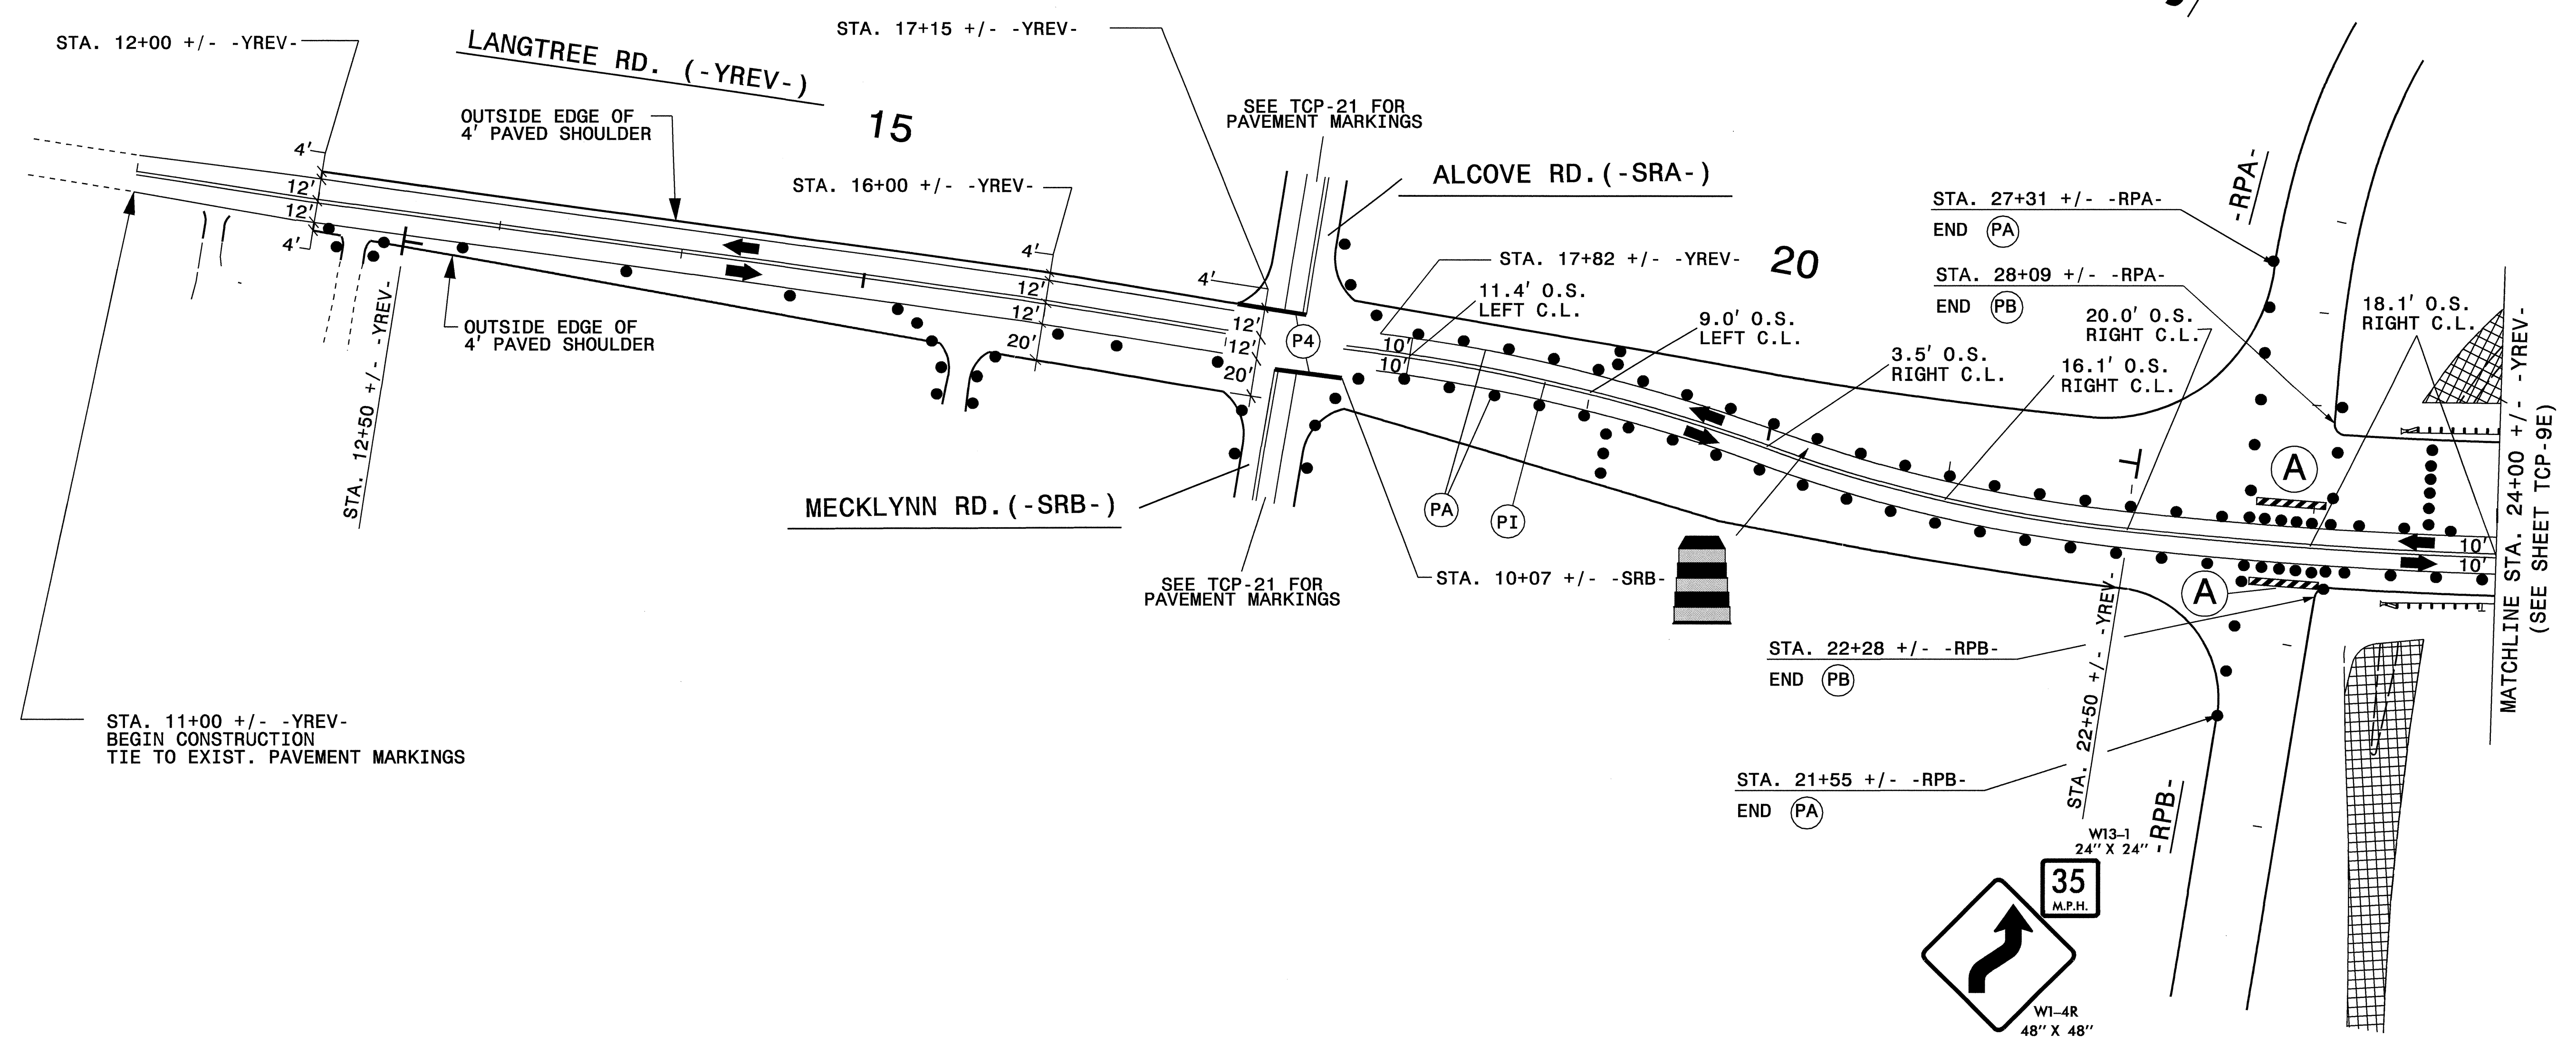 STA. 12+00 +/- -YREV-
LANGTREE RD. (-YREV-)
STA. 17+15 +/- -YREV-
OUTSIDE EDGE OF
4' PAVED SHOULDER
15
SEE TCP-21 FOR
PAVEMENT MARKINGS
ALCOVE RD.(-SRA-)
STA. 16+00 +/- -YREV-
4'
12'
12'
4'
4'
12'
12'
20'
4'
12'
12'
20'
P4
STA. 17+82 +/- -YREV-
20
11.4' O.S.
LEFT C.L.
10'
10'
9.0' O.S.
LEFT C.L.
3.5' O.S.
RIGHT C.L.
16.1' O.S.
RIGHT C.L.
20.0' O.S.
RIGHT C.L.
18.1' O.S.
RIGHT C.L.
-RPA-
STA. 27+31 +/- -RPA-
END PA
STA. 28+09 +/- -RPA-
END PB
OUTSIDE EDGE OF
4' PAVED SHOULDER
STA. 12+50 +/- -YREV-
MECKLYNN RD.(-SRB-)
SEE TCP-21 FOR
PAVEMENT MARKINGS
PA
PI
STA. 10+07 +/- -SRB-
A
A
10'
10'
MATCHLINE STA. 24+00 +/- -YREV-
(SEE SHEET TCP-9E)
STA. 22+28 +/- -RPB-
END PB
STA. 22+50 +/- -YREV-
STA. 21+55 +/- -RPB-
END PA
-RPB-
STA. 11+00 +/- -YREV-
BEGIN CONSTRUCTION
TIE TO EXIST. PAVEMENT MARKINGS
W13-1
24" X 24"
35
M.P.H.
W1-4R
48" X 48"